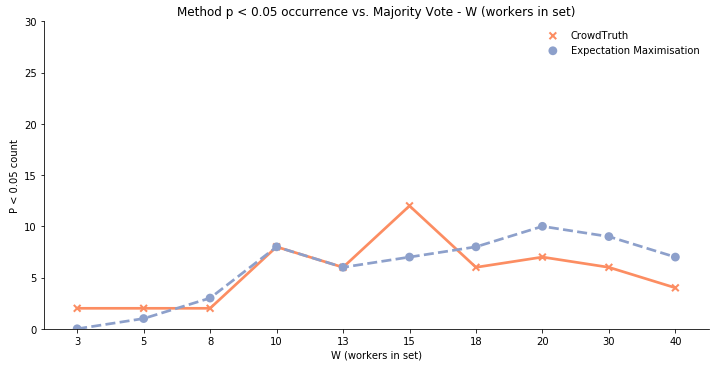 Method p < 0.05 occurrence vs. Majority Vote - W (workers in set)
CrowdTruth
Expectation Maximisation
P < 0.05 count
30
25
20
15
10
5
0
3 5 8 10 13 15 18 20 30 40
W (workers in set)